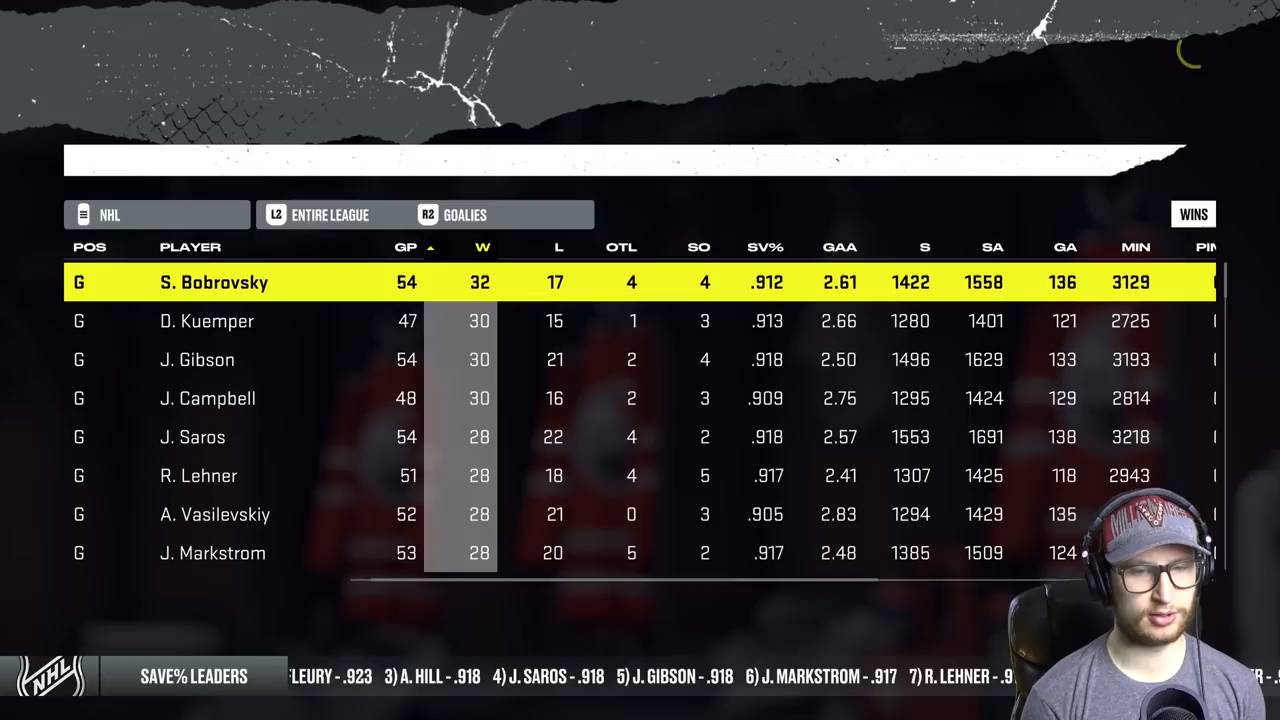 NHL L2 ENTIRE LEAGUE R2 GOALIES WINS
POS PLAYER GP W L OTL SO SV% GAA S SA GA MIN
G S. Bobrovsky 54 32 17 4 4 .912 2.61 1422 1558 136 3129
G D. Kuemper 47 30 15 1 3 .913 2.66 1280 1401 121 2725
G J. Gibson 54 30 21 2 4 .918 2.50 1496 1629 133 3193
G J. Campbell 48 30 16 2 3 .909 2.75 1295 1424 129 2814
G J. Saros 54 28 22 4 2 .918 2.57 1553 1691 138 3218
G R. Lehner 51 28 18 4 5 .917 2.41 1307 1425 118 2943
G A. Vasilevskiy 52 28 21 0 3 .905 2.83 1294 1429 135
G J. Markstrom 53 28 20 5 2 .917 2.48 1385 1509 124
NHL SAVE% LEADERS FLEURY - .923 3) A. HILL - .918 4) J. SAROS - .918 5) J. GIBSON - .918 6) J. MARKSTROM - .917 7) R. LEHNER -